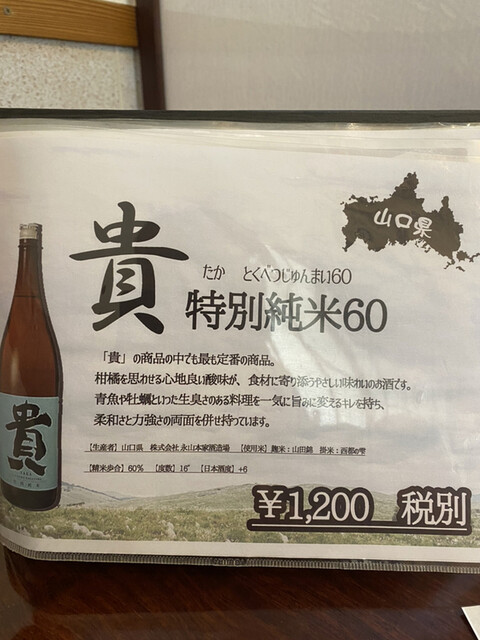 山口県
貴
たか とくべつじゅんまい60
特別純米60
「貴」の商品の中でも最も定番の商品。
柑橘を思わせる心地良い酸味が、食材に寄り添うやさしい味わいのお酒です。
青魚や牡蠣といった生臭さのある料理を一気に旨みに変えるキレを持ち、
柔和さと力強さの両面を併せ持っています。
【生産者】山口県 株式会社 永山本家酒造場 【使用米】麹米:山田錦 掛米:西都の雫
【精米歩合】60% 【度数】15° 【日本酒度】+6
¥1,200 税別
貴